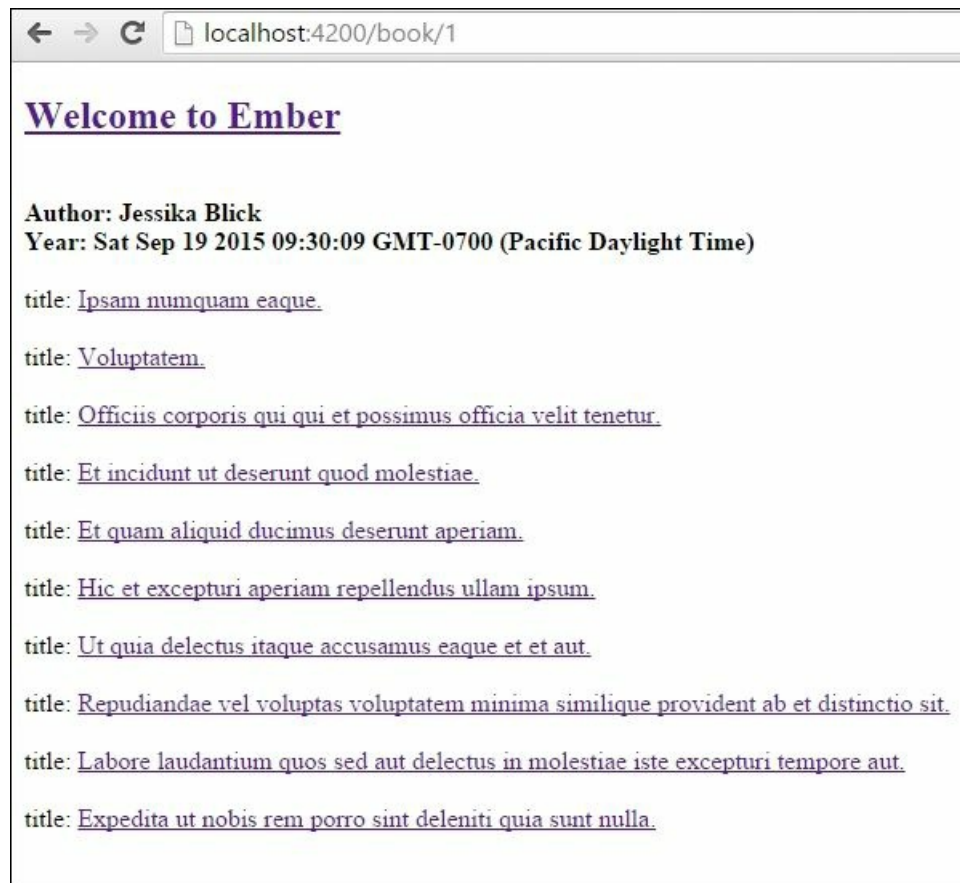 localhost:4200/book/1
Welcome to Ember
Author: Jessika Blick
Year: Sat Sep 19 2015 09:30:09 GMT-0700 (Pacific Daylight Time)
title: Ipsam numquam eaque.
title: Voluptatem.
title: Officiis corporis qui qui et possimus officia velit tenetur.
title: Et incidunt ut deserunt quod molestiae.
title: Et quam aliquid ducimus deserunt aperiam.
title: Hic et excepturi aperiam repellendus ullam ipsum.
title: Ut quia delectus itaque accusamus eaque et et aut.
title: Repudiandae vel voluptas voluptatem minima similique provident ab et distinctio sit.
title: Labore laudantium quos sed aut delectus in molestiae iste excepturi tempore aut.
title: Expedita ut nobis rem porro sint deleniti quia sunt nulla.